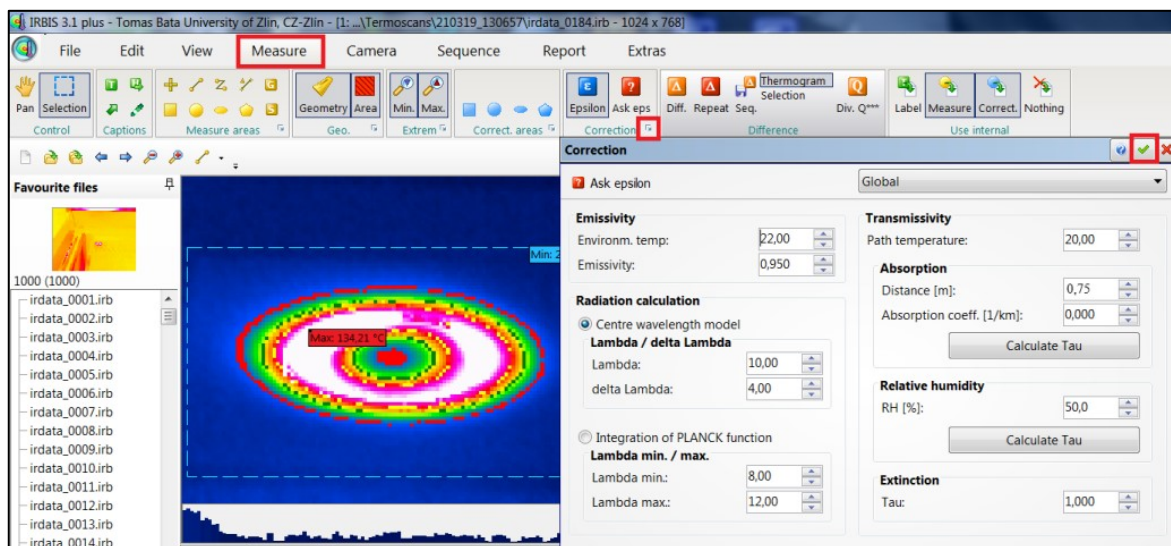 IRBIS 3.1 plus - Tomas Bata University of Zlin, CZ-Zlin - [1: ...\Termoscans\210319_130657\irdata_0184.irb - 1024 x 768]
File Edit View Measure Camera Sequence Report Extras
Pan Selection Geometry Area Min. Max. Epsilon Ask eps Diff. Repeat Seq. Thermogram Selection Div. Q*** Label Measure Correct. Nothing
Control Captions Measure areas Geo. Extrem Correct. areas Correction Difference Use internal
Favourite files
1000 (1000)
irdata_0001.irb
irdata_0002.irb
irdata_0003.irb
irdata_0004.irb
irdata_0005.irb
irdata_0006.irb
irdata_0007.irb
irdata_0008.irb
irdata_0009.irb
irdata_0010.irb
irdata_0011.irb
irdata_0012.irb
irdata_0013.irb
irdata_0014.irb
Min: 2
Max: 134,21 °C
Correction
Ask epsilon Global
Emissivity
Environm. temp: 22,00
Emissivity: 0,950
Radiation calculation
Centre wavelength model
Lambda / delta Lambda
Lambda: 10,00
delta Lambda: 4,00
Integration of PLANCK function
Lambda min. / max.
Lambda min.: 8,00
Lambda max.: 12,00
Transmissivity
Path temperature: 20,00
Absorption
Distance [m]: 0,75
Absorption coeff. [1/km]: 0,000
Calculate Tau
Relative humidity
RH [%]: 50,0
Calculate Tau
Extinction
Tau: 1,000